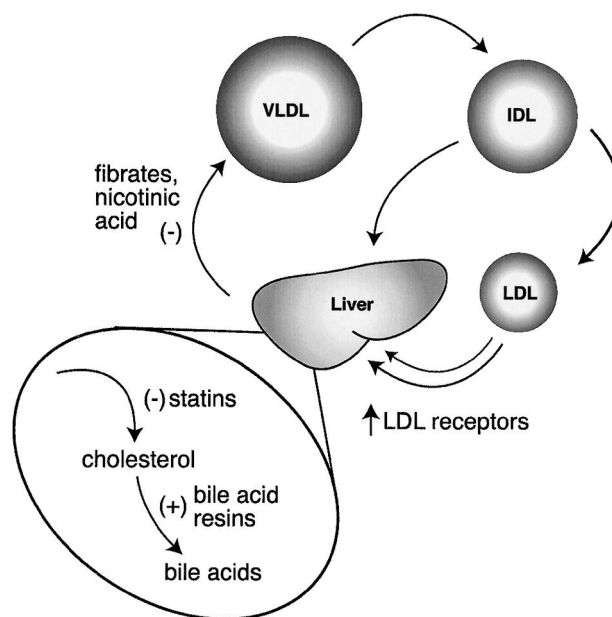 VLDL
IDL
fibrates,
nicotinic
acid
(-)
Liver
LDL
↑LDL receptors
(-) statins
cholesterol
(+) bile acid
resins
bile acids